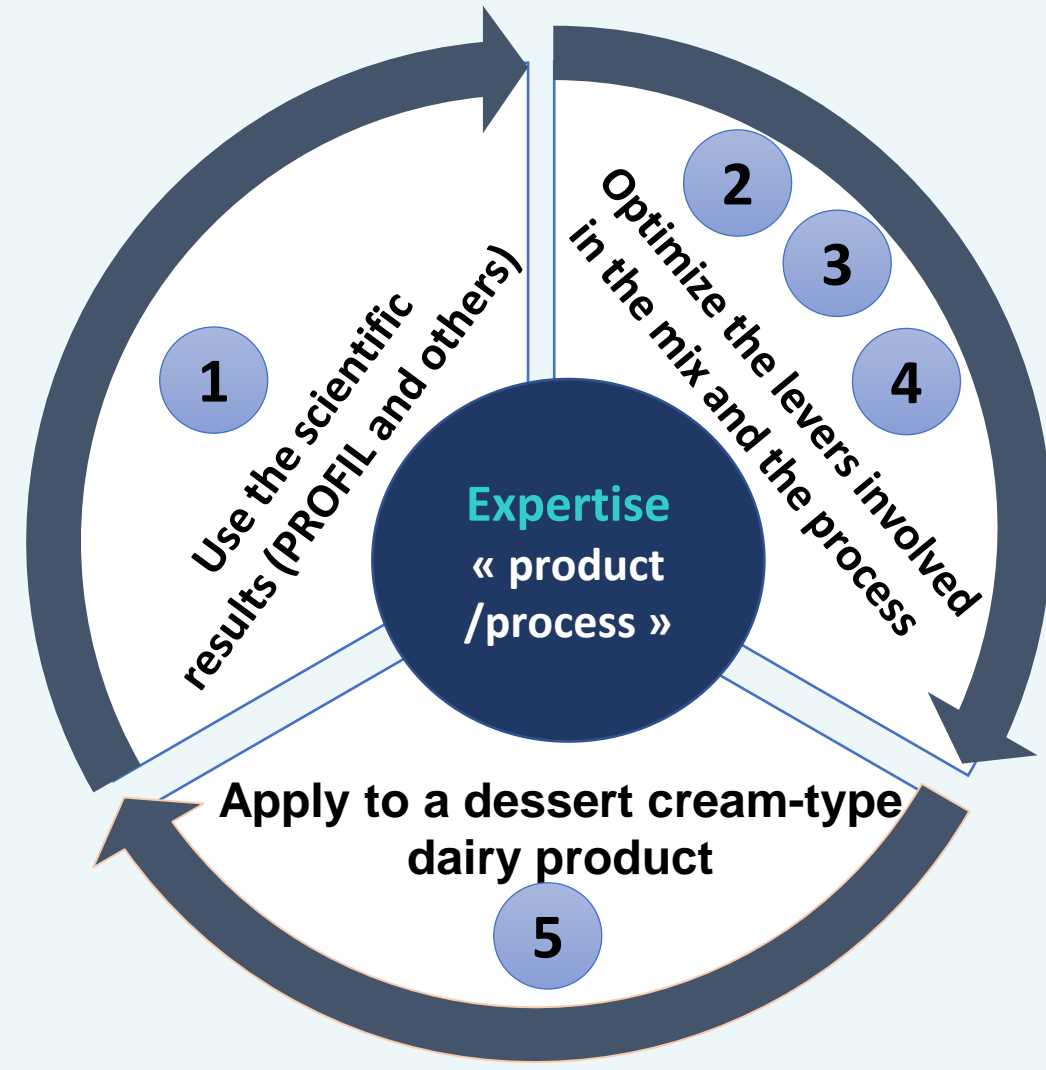 1
Use the scientific
results (PROFIL and others)
2
3
4
Optimize the levers involved
in the mix and the process
Expertise
« product
/process »
Apply to a dessert cream-type
dairy product
5